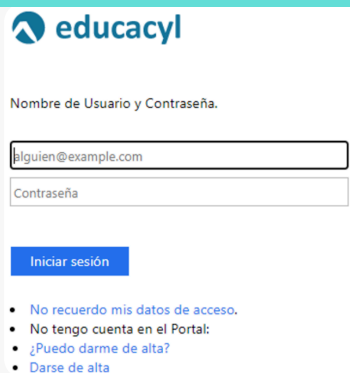 educacyl
Nombre de Usuario y Contraseña.
alguien@example.com
Contraseña
Iniciar sesión
No recuerdo mis datos de acceso.
No tengo cuenta en el Portal:
¿Puedo darme de alta?
Darse de alta